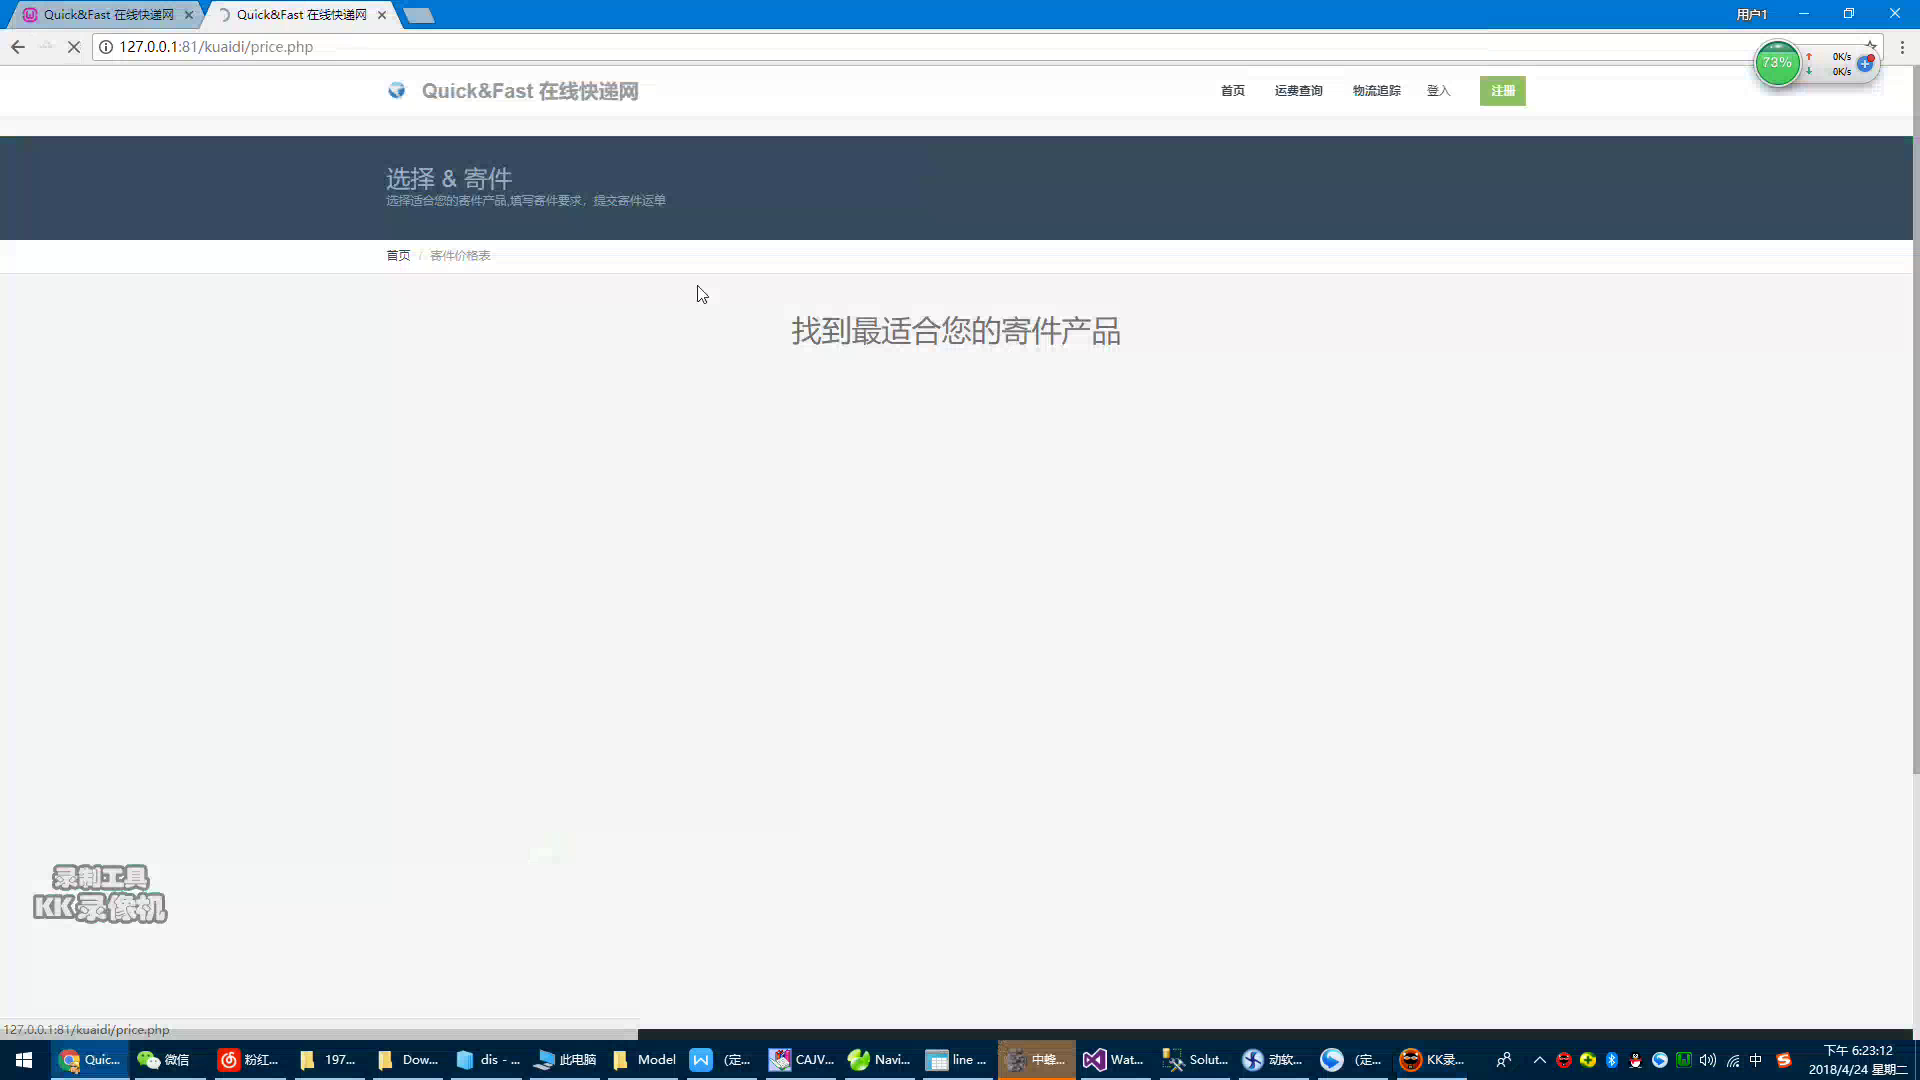 Quick&Fast 在线快递网
Quick&Fast 在线快递网
用户1
127.0.0.1:81/kuaidi/price.php
73%
0K/s
0K/s
Quick&Fast 在线快递网
首页
运费查询
物流追踪
登入
注册
选择 & 寄件
选择适合您的寄件产品,填写寄件要求，提交寄件运单
首页 / 寄件价格表
找到最适合您的寄件产品
录制工具
KK录像机
127.0.0.1:81/kuaidi/price.php
Quic...
微信
粉红...
197...
Dow...
dis - ...
此电脑
Model
(定...
CAJV...
Navi...
line ...
中蜂...
Wat...
Solut...
动软...
(定...
KK录...
中
下午 6:23:12
2018/4/24 星期二